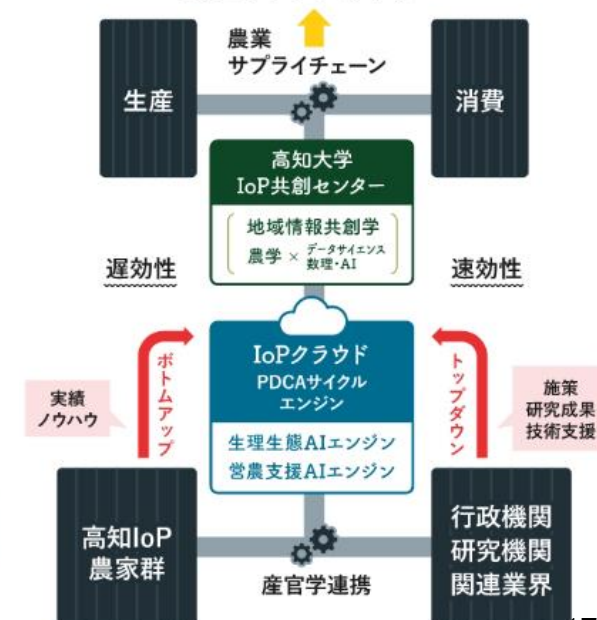 農業
サプライチェーン
生産
消費
高知大学
IoP共創センター
地域情報共創学
農学 × データサイエンス
数理・AI
遅効性
速効性
IoPクラウド
PDCAサイクル
エンジン
生理生態AIエンジン
営農支援AIエンジン
ボトムアップ
トップダウン
実績
ノウハウ
施策
研究成果
技術支援
高知IoP
農家群
行政機関
研究機関
関連業界
産官学連携